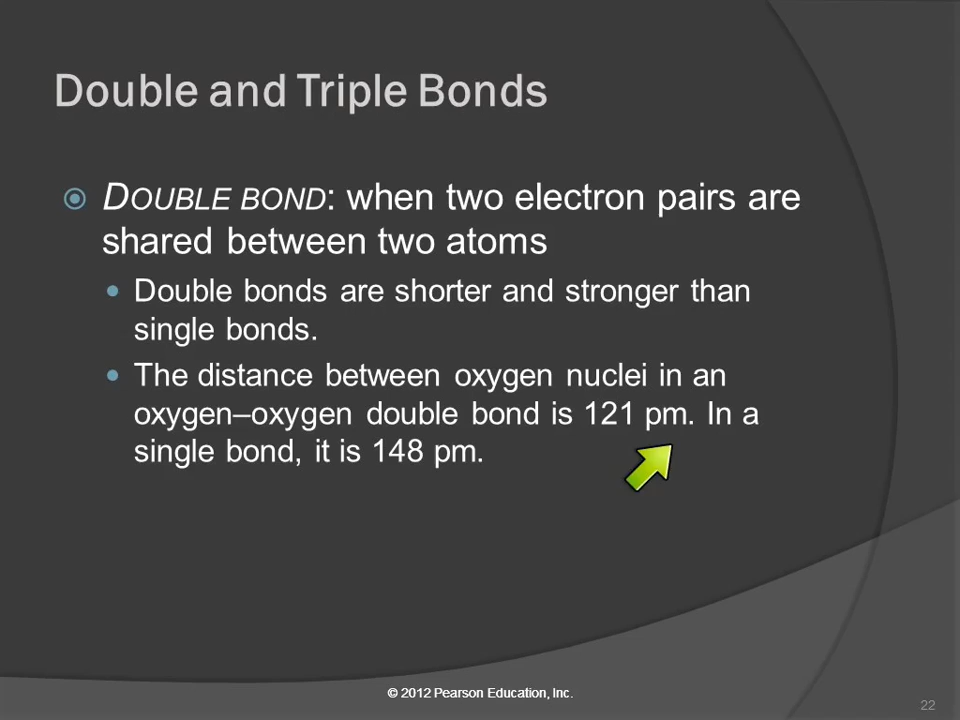 Double and Triple Bonds
DOUBLE BOND: when two electron pairs are
shared between two atoms
Double bonds are shorter and stronger than
single bonds.
The distance between oxygen nuclei in an
oxygen–oxygen double bond is 121 pm. In a
single bond, it is 148 pm.
© 2012 Pearson Education, Inc.
22